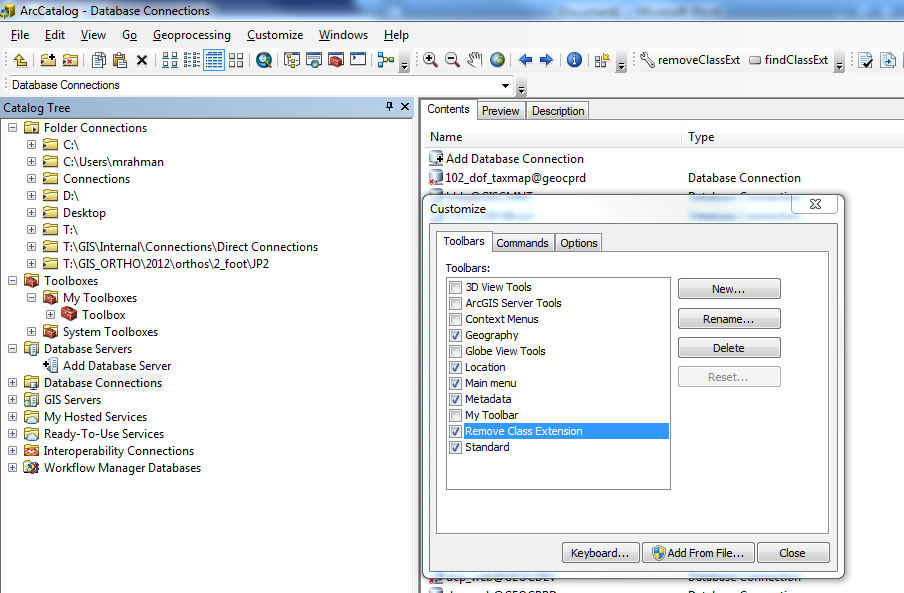 ArcCatalog - Database Connections
File Edit View Go Geoprocessing Customize Windows Help
removeClassExt findClassExt
Database Connections
Catalog Tree
Folder Connections
C:\
C:\Users\mrahman
Connections
D:\
Desktop
T:\
T:\GIS\Internal\Connections\Direct Connections
T:\GIS_ORTHO\2012\orthos\2_foot\JP2
Toolboxes
My Toolboxes
Toolbox
System Toolboxes
Database Servers
Add Database Server
Database Connections
GIS Servers
My Hosted Services
Ready-To-Use Services
Interoperability Connections
Workflow Manager Databases
Contents Preview Description
Name Type
Add Database Connection
102_dof_taxmap@geocprd Database Connection
Customize
Toolbars Commands Options
Toolbars:
3D View Tools
ArcGIS Server Tools
Context Menus
Geography
Globe View Tools
Location
Main menu
Metadata
My Toolbar
Remove Class Extension
Standard
New...
Rename...
Delete
Reset...
Keyboard... Add From File... Close
dcp_web@GEOCDEV Database Connection